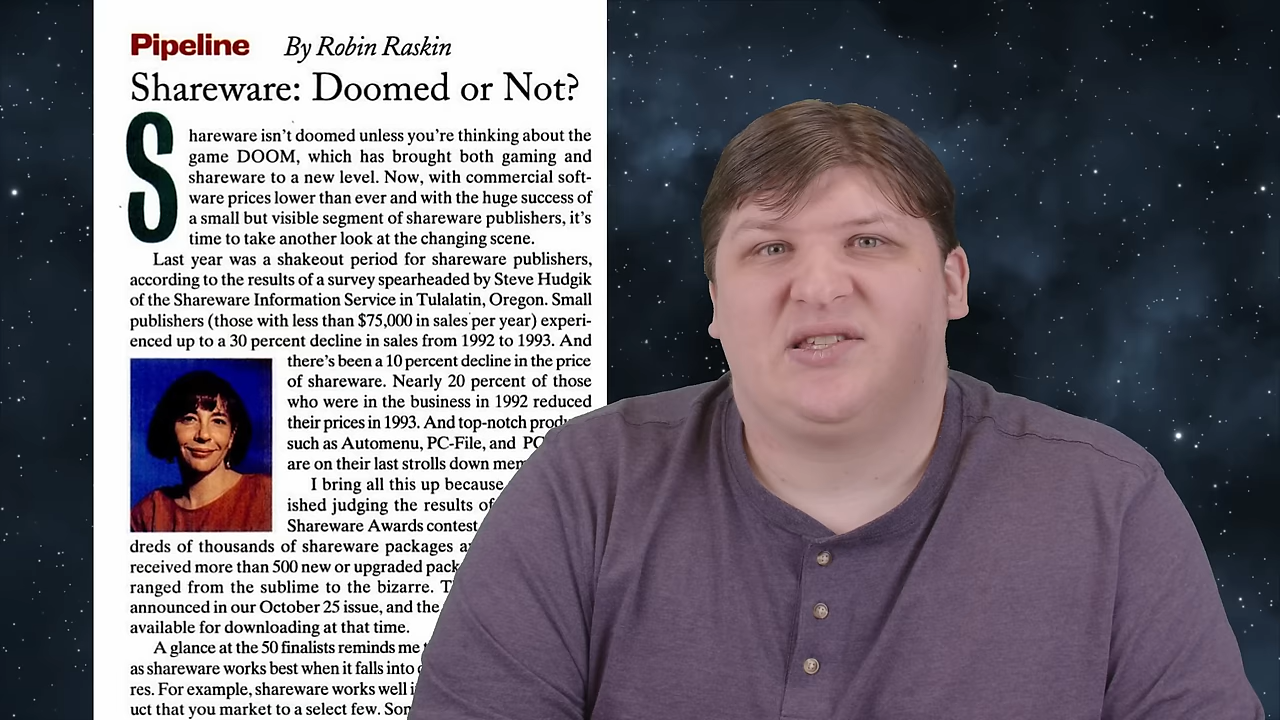 Pipeline By Robin Raskin
Shareware: Doomed or Not?
Shareware isn't doomed unless you're thinking about the
game DOOM, which has brought both gaming and
shareware to a new level. Now, with commercial soft-
ware prices lower than ever and with the huge success of
a small but visible segment of shareware publishers, it's
time to take another look at the changing scene.
Last year was a shakeout period for shareware publishers,
according to the results of a survey spearheaded by Steve Hudgik
of the Shareware Information Service in Tulalatin, Oregon. Small
publishers (those with less than $75,000 in sales per year) experi-
enced up to a 30 percent decline in sales from 1992 to 1993. And
there's been a 10 percent decline in the price
of shareware. Nearly 20 percent of those
who were in the business in 1992 reduced
their prices in 1993. And top-notch
such as Automenu, PC-File, and
are on their last strolls down
I bring all this up because
ished judging the results of
Shareware Awards contest
dreds of thousands of shareware packages
received more than 500 new or upgraded
ranged from the sublime to the bizarre.
announced in our October 25 issue, and the
available for downloading at that time.
A glance at the 50 finalists reminds me
as shareware works best when it falls into
res. For example, shareware works well
uct that you market to a select few.